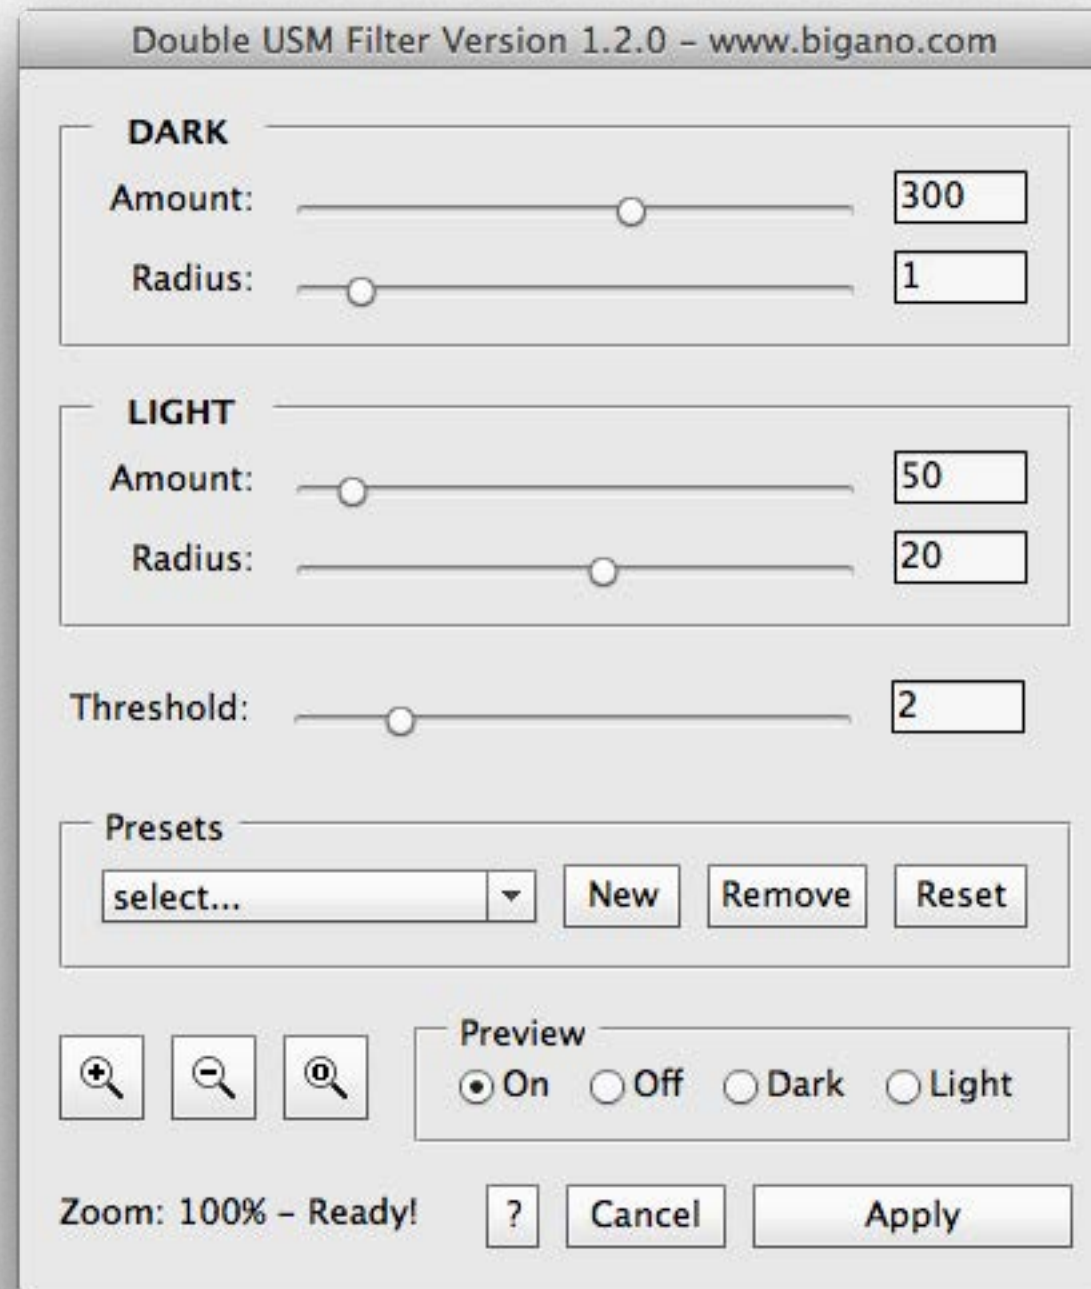 Double USM Filter Version 1.2.0 – www.bigano.com
DARK
Amount: 300
Radius: 1
LIGHT
Amount: 50
Radius: 20
Threshold: 2
Presets
select... New Remove Reset
Preview
On Off Dark Light
Zoom: 100% – Ready! ? Cancel Apply